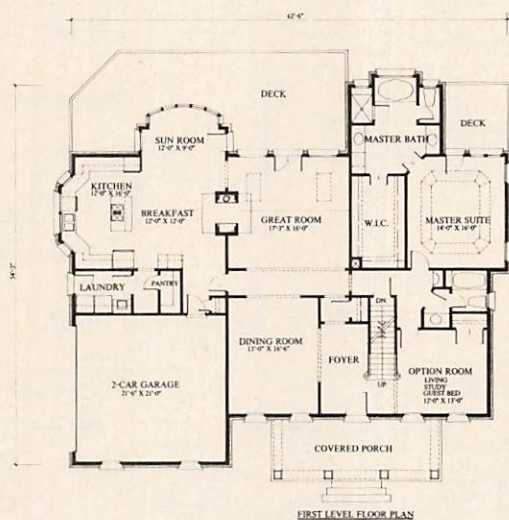 62'-6"
DECK
SUN ROOM
12'-0" X 9'-0"
MASTER BATH
DECK
KITCHEN
12'-0" X 16'-0"
BREAKFAST
12'-0" X 12'-0"
GREAT ROOM
17'-3" X 16'-0"
W.I.C.
MASTER SUITE
14'-0" X 16'-0"
54'-3"
LAUNDRY
PANTRY
DN.
DINING ROOM
13'-0" X 16'-6"
FOYER
UP
OPTION ROOM
LIVING
STUDY
GUEST BED
12'-0" X 13'-0"
2-CAR GARAGE
21'-6" X 21'-0"
COVERED PORCH
FIRST LEVEL FLOOR PLAN